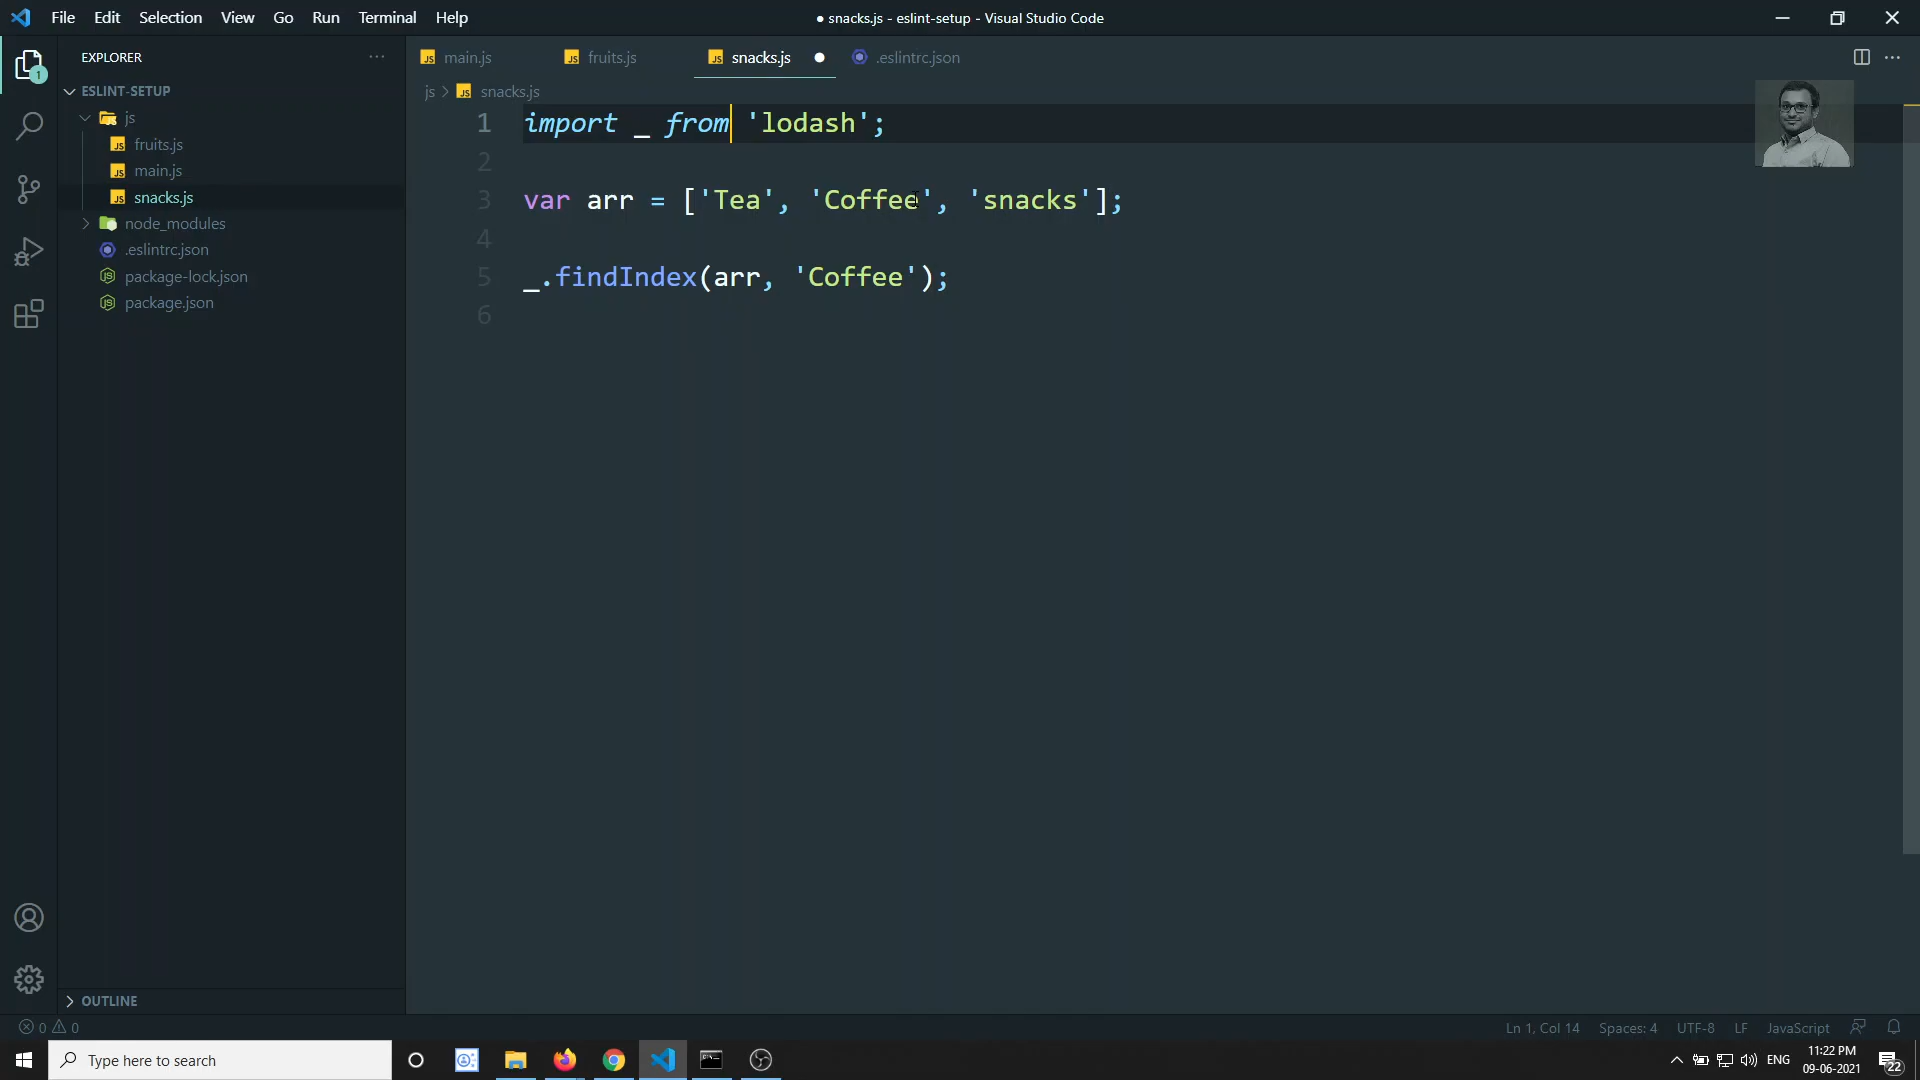 File Edit Selection View Go Run Terminal Help
● snacks.js - eslint-setup - Visual Studio Code
EXPLORER
1
ESLINT-SETUP
js
fruits.js
main.js
snacks.js
node_modules
.eslintrc.json
package-lock.json
package.json
OUTLINE
main.js
fruits.js
snacks.js
.eslintrc.json
js > snacks.js
1 import _ from 'lodash';
2
3 var arr = ['Tea', 'Coffee', 'snacks'];
4
5 _.findIndex(arr, 'Coffee');
6
0 0
Ln 1, Col 14 Spaces: 4 UTF-8 LF JavaScript
Type here to search
ENG
11:22 PM
09-06-2021
22